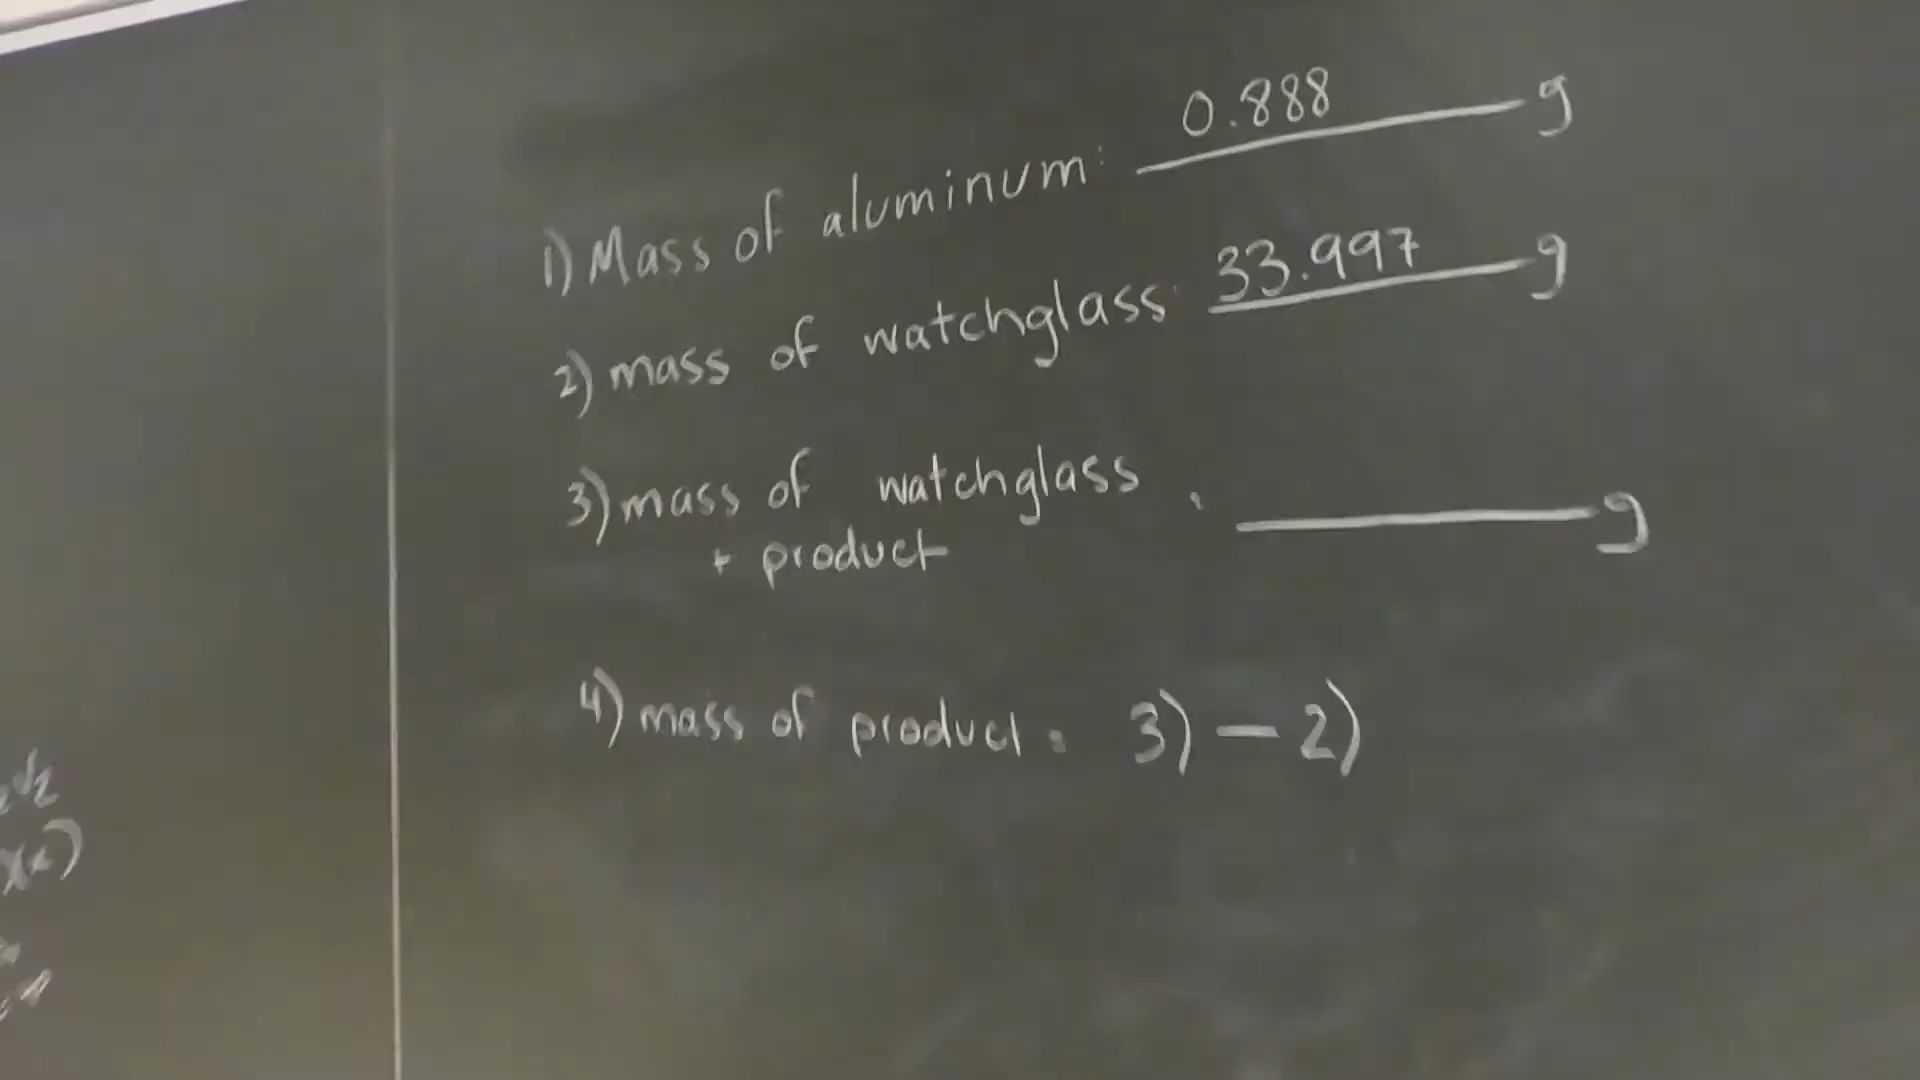 1) Mass of aluminum: 0.888 g
2) mass of watchglass: 33.997 g
3) mass of watchglass : ____ g
+ product
4) mass of product: 3) - 2)